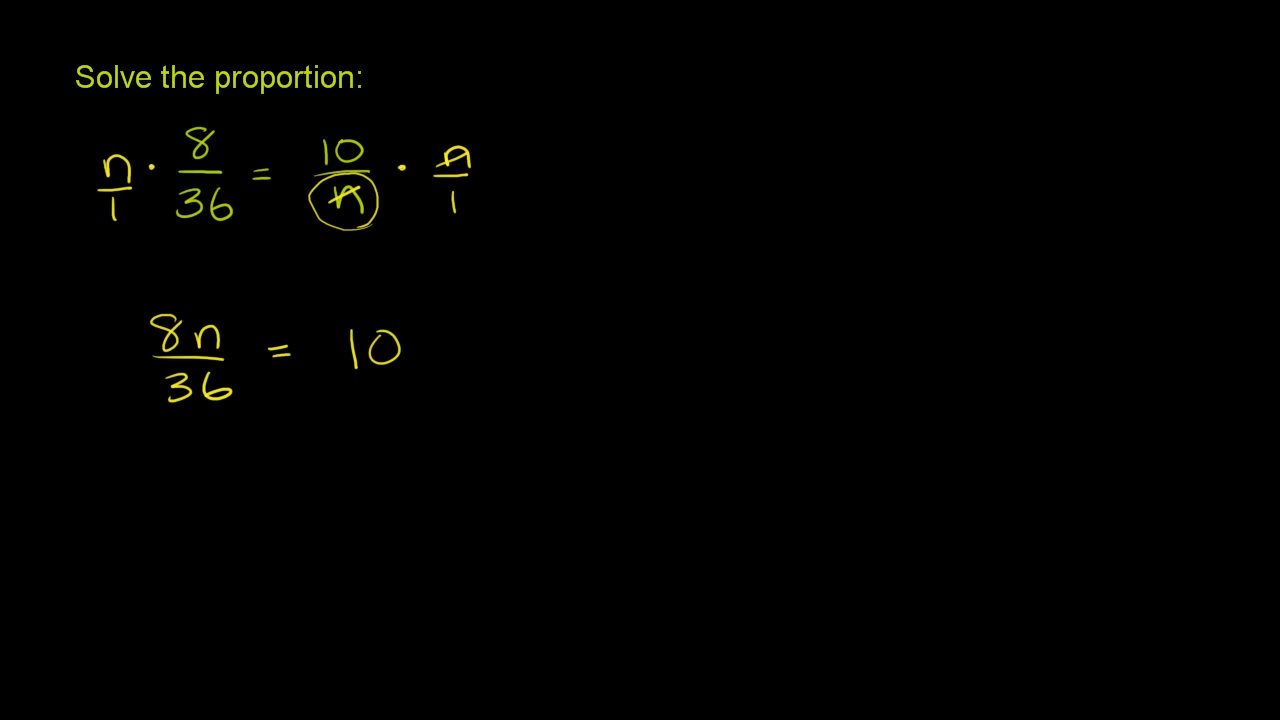 Solve the proportion:
n/1 · 8/36 = 10/n · n/1
8n/36 = 10